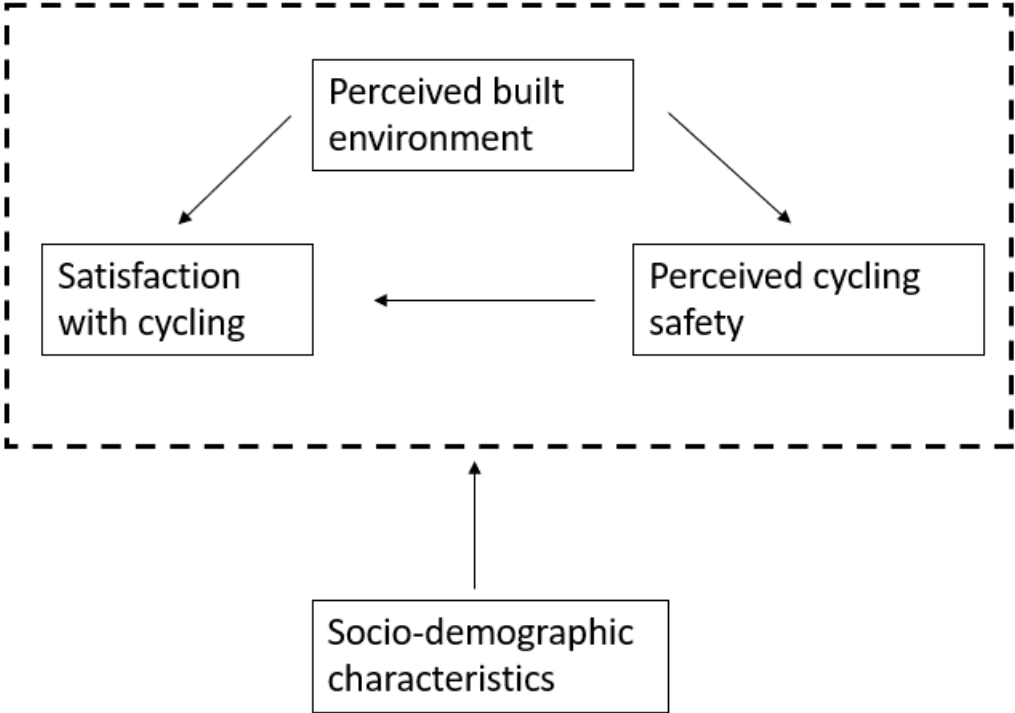 Perceived built
environment
Satisfaction
with cycling
Perceived cycling
safety
Socio-demographic
characteristics